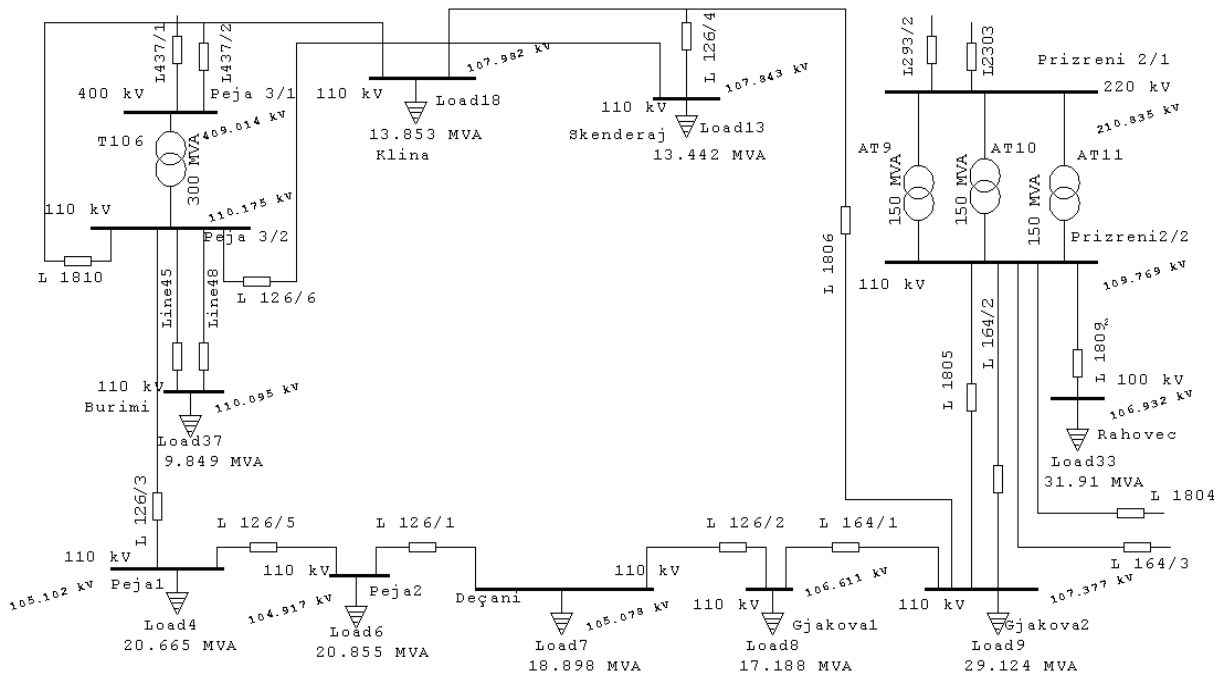 L437/1
L437/2
400 kV
Peja 3/1
409.014 kV
T106
300 MVA
110 kV
110.175 kV
Peja 3/2
L 1810
Line45
Line48
L 126/6
110 kV
Burimi
110.095 kV
Load37
9.849 MVA
L 126/3
110 kV
Peja1
105.102 kV
Load4
20.665 MVA
L 126/5
110 kV
Peja2
104.917 kV
Load6
20.855 MVA
L 126/1
110 kV
Deçani
105.078 kV
Load7
18.898 MVA
L 126/2
110 kV
106.611 kV
Gjakova1
Load8
17.188 MVA
L 164/1
110 kV
107.377 kV
Gjakova2
Load9
29.124 MVA
107.982 kV
110 kV
Load18
13.853 MVA
Klina
L 126/4
107.843 kV
110 kV
Skenderaj
Load13
13.442 MVA
L 1806
L293/2
L2303
Prizreni 2/1
220 kV
210.835 kV
AT9
150 MVA
AT10
150 MVA
AT11
150 MVA
Prizreni2/2
110 kV
109.769 kV
L 1805
L 164/2
L 1809_2
100 kV
106.932 kV
Rahovec
Load33
31.91 MVA
L 1804
L 164/3